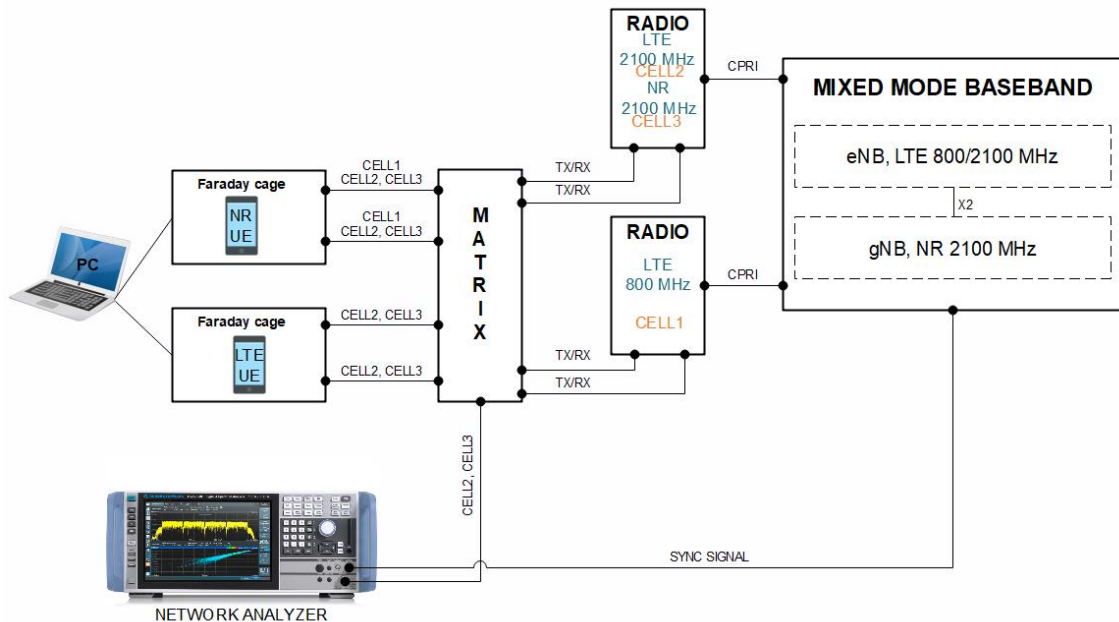 RADIO
LTE
2100 MHz
CELL2
NR
2100 MHz
CELL3
CPRI
MIXED MODE BASEBAND
eNB, LTE 800/2100 MHz
X2
gNB, NR 2100 MHz
CELL1
CELL2, CELL3
CELL1
CELL2, CELL3
TX/RX
TX/RX
Faraday cage
NR
UE
M
A
T
R
I
X
RADIO
LTE
800 MHz
CELL1
CPRI
PC
Faraday cage
LTE
UE
CELL2, CELL3
CELL2, CELL3
TX/RX
TX/RX
CELL2, CELL3
SYNC SIGNAL
NETWORK ANALYZER